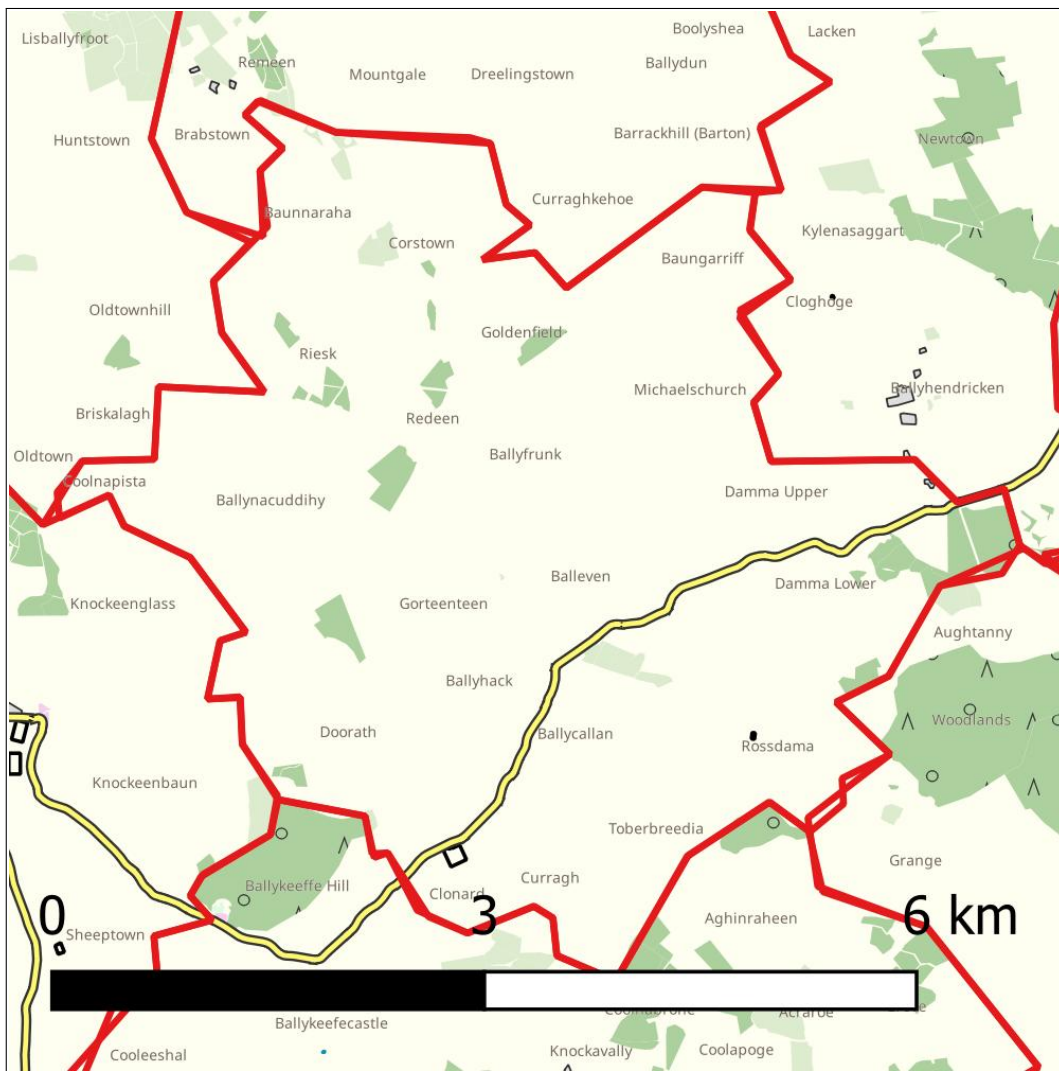 Boolyshea
Lacken
Lisballyfroot
Remeen
Ballydun
Mountgale
Dreelingstown
Brabstown
Barrackhill (Barton)
Huntstown
Newtown
Curraghkehoe
Baunnaraha
Kylenasaggart
Corstown
Baungarriff
Cloghoge
Oldtownhill
Goldenfield
Riesk
Ballyhendricken
Michaelschurch
Briskalagh
Redeen
Oldtown
Ballyfrunk
Coolnapista
Damma Upper
Ballynacuddihy
Balleven
Damma Lower
Knockeenglass
Gorteenteen
Aughtanny
Ballyhack
Woodlands
Doorath
Ballycallan
Rossdama
Knockeenbaun
Toberbreedia
Grange
Curragh
Ballykeeffe Hill
Clonard
0
3
6 km
Aghinraheen
Sheeptown
Acraroe
Ballykeefecastle
Cooleeshal
Knockavally
Coolapoge